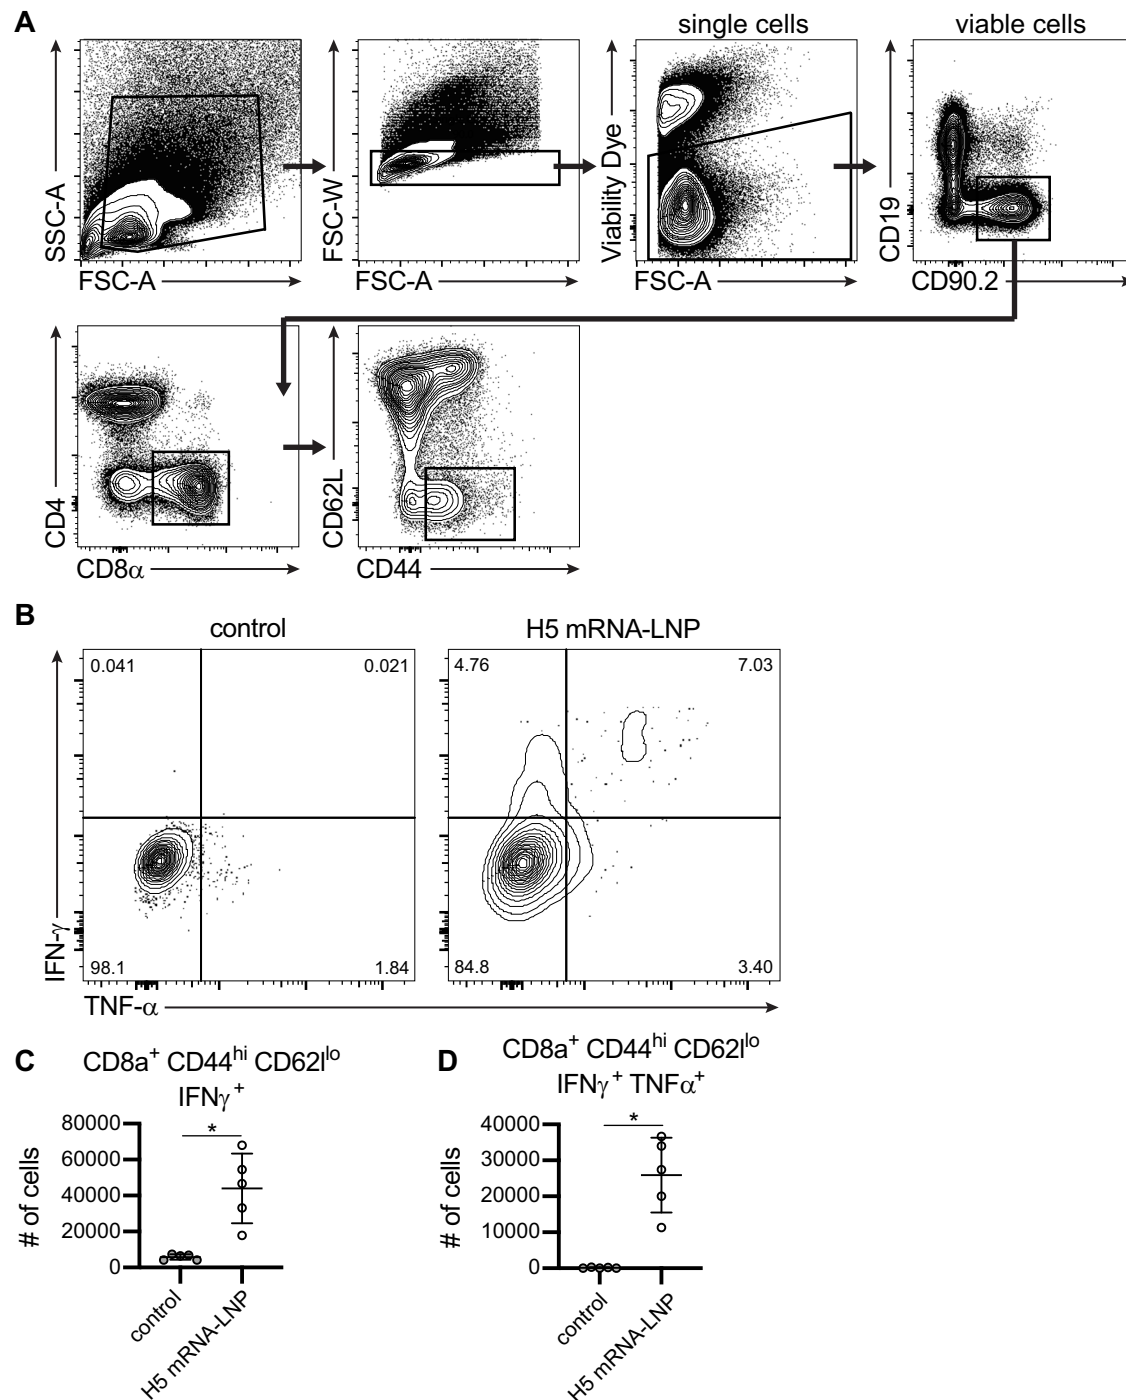 A
single cells
viable cells
SSC-A
FSC-A
FSC-W
FSC-A
Viability Dye
FSC-A
CD19
CD90.2
CD4
CD8α
CD62L
CD44
B
control
H5 mRNA-LNP
0.041
0.021
98.1
1.84
4.76
7.03
84.8
3.40
IFN-γ
TNF-α
C
CD8a+ CD44hi CD62llo
IFNγ+
*
# of cells
80000
60000
40000
20000
0
control
H5 mRNA-LNP
D
CD8a+ CD44hi CD62llo
IFNγ+ TNFα+
*
# of cells
40000
30000
20000
10000
0
control
H5 mRNA-LNP